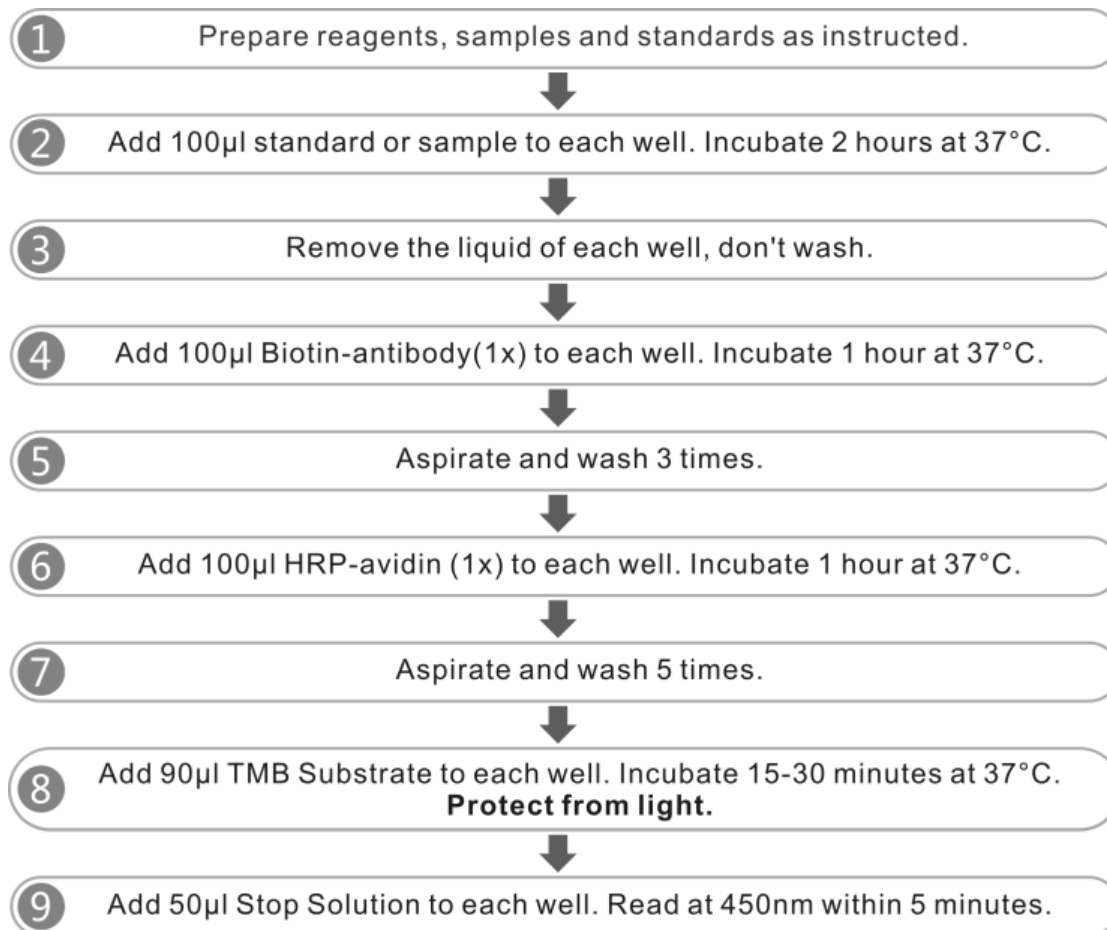 1 Prepare reagents, samples and standards as instructed.
2 Add 100µl standard or sample to each well. Incubate 2 hours at 37°C.
3 Remove the liquid of each well, don't wash.
4 Add 100µl Biotin-antibody(1x) to each well. Incubate 1 hour at 37°C.
5 Aspirate and wash 3 times.
6 Add 100µl HRP-avidin (1x) to each well. Incubate 1 hour at 37°C.
7 Aspirate and wash 5 times.
8 Add 90µl TMB Substrate to each well. Incubate 15-30 minutes at 37°C.
Protect from light.
9 Add 50µl Stop Solution to each well. Read at 450nm within 5 minutes.